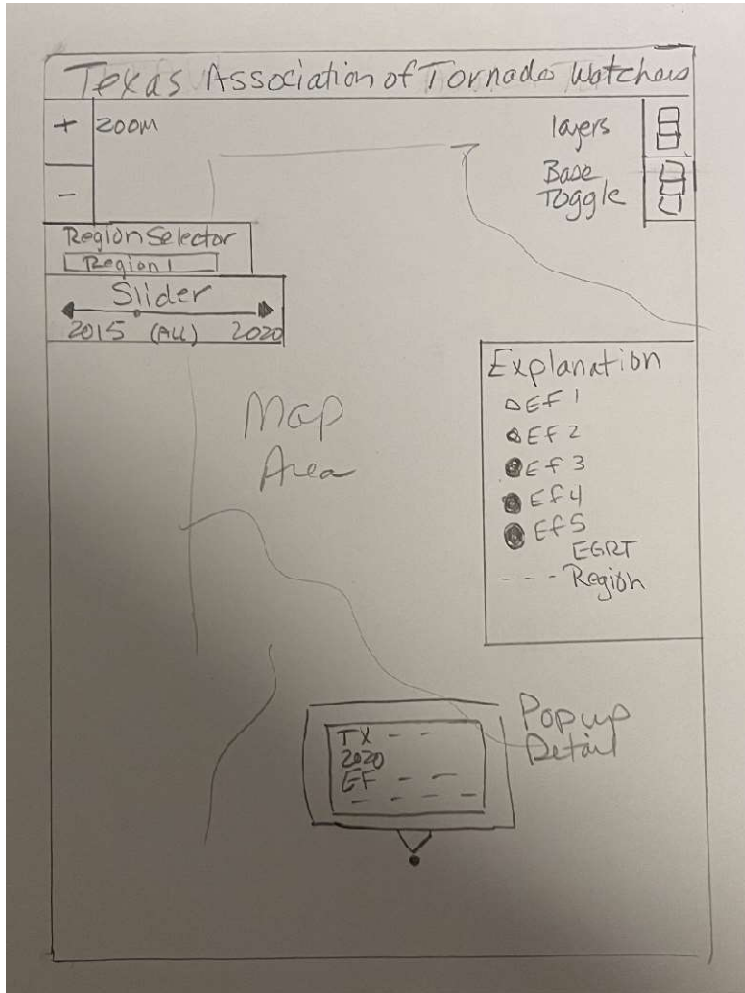 Texas Association of Tornado Watchers
+ zoom
-
layers
Base
Toggle
Region Selector
Region 1
Slider
2015 (ALL) 2020
Explanation
EF 1
EF 2
EF 3
EF 4
EF 5
- - - Region
Map
Area
Popup
Detail
TX - -
2020
EF - -
- - - -